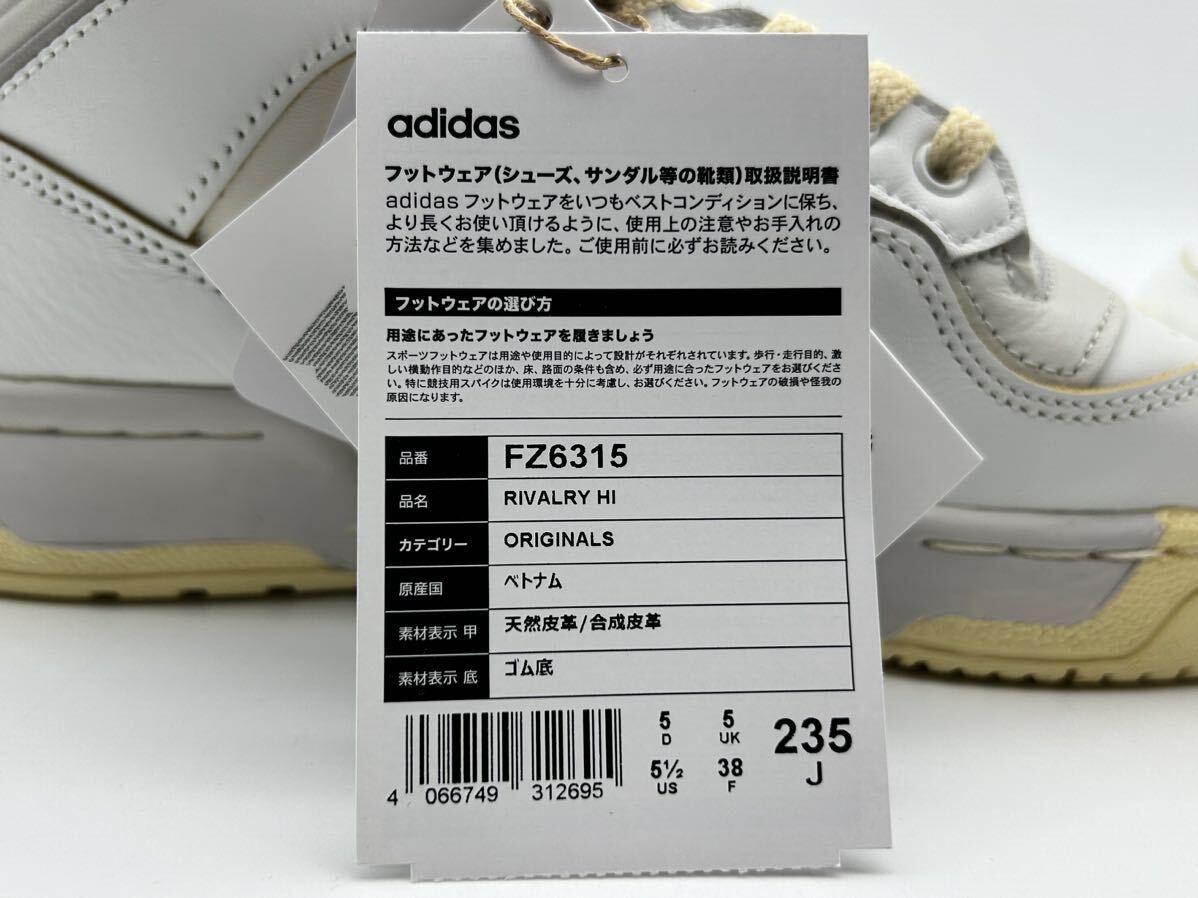 adidas
フットウェア(シューズ、サンダル等の靴類)取扱説明書
adidas フットウェアをいつもベストコンディションに保ち、
より長くお使い頂けるように、使用上の注意やお手入れの
方法などを集めました。ご使用前に必ずお読みください。
フットウェアの選び方
用途にあったフットウェアを履きましょう
スポーツフットウェアは用途や使用目的によって設計がそれぞれされています。歩行・走行目的、激
しい横動作目的などのほか、床、路面の条件も含め、必ず用途に合ったフットウェアをお選びくださ
い。特に競技用スパイクは使用環境を十分に考慮し、お選びください。フットウェアの破損や怪我の
原因になります。
品番 FZ6315
品名 RIVALRY HI
カテゴリー ORIGINALS
原産国 ベトナム
素材表示 甲 天然皮革/合成皮革
素材表示 底 ゴム底
5 5 235
D UK J
5½ 38
US F
4 066749 312695